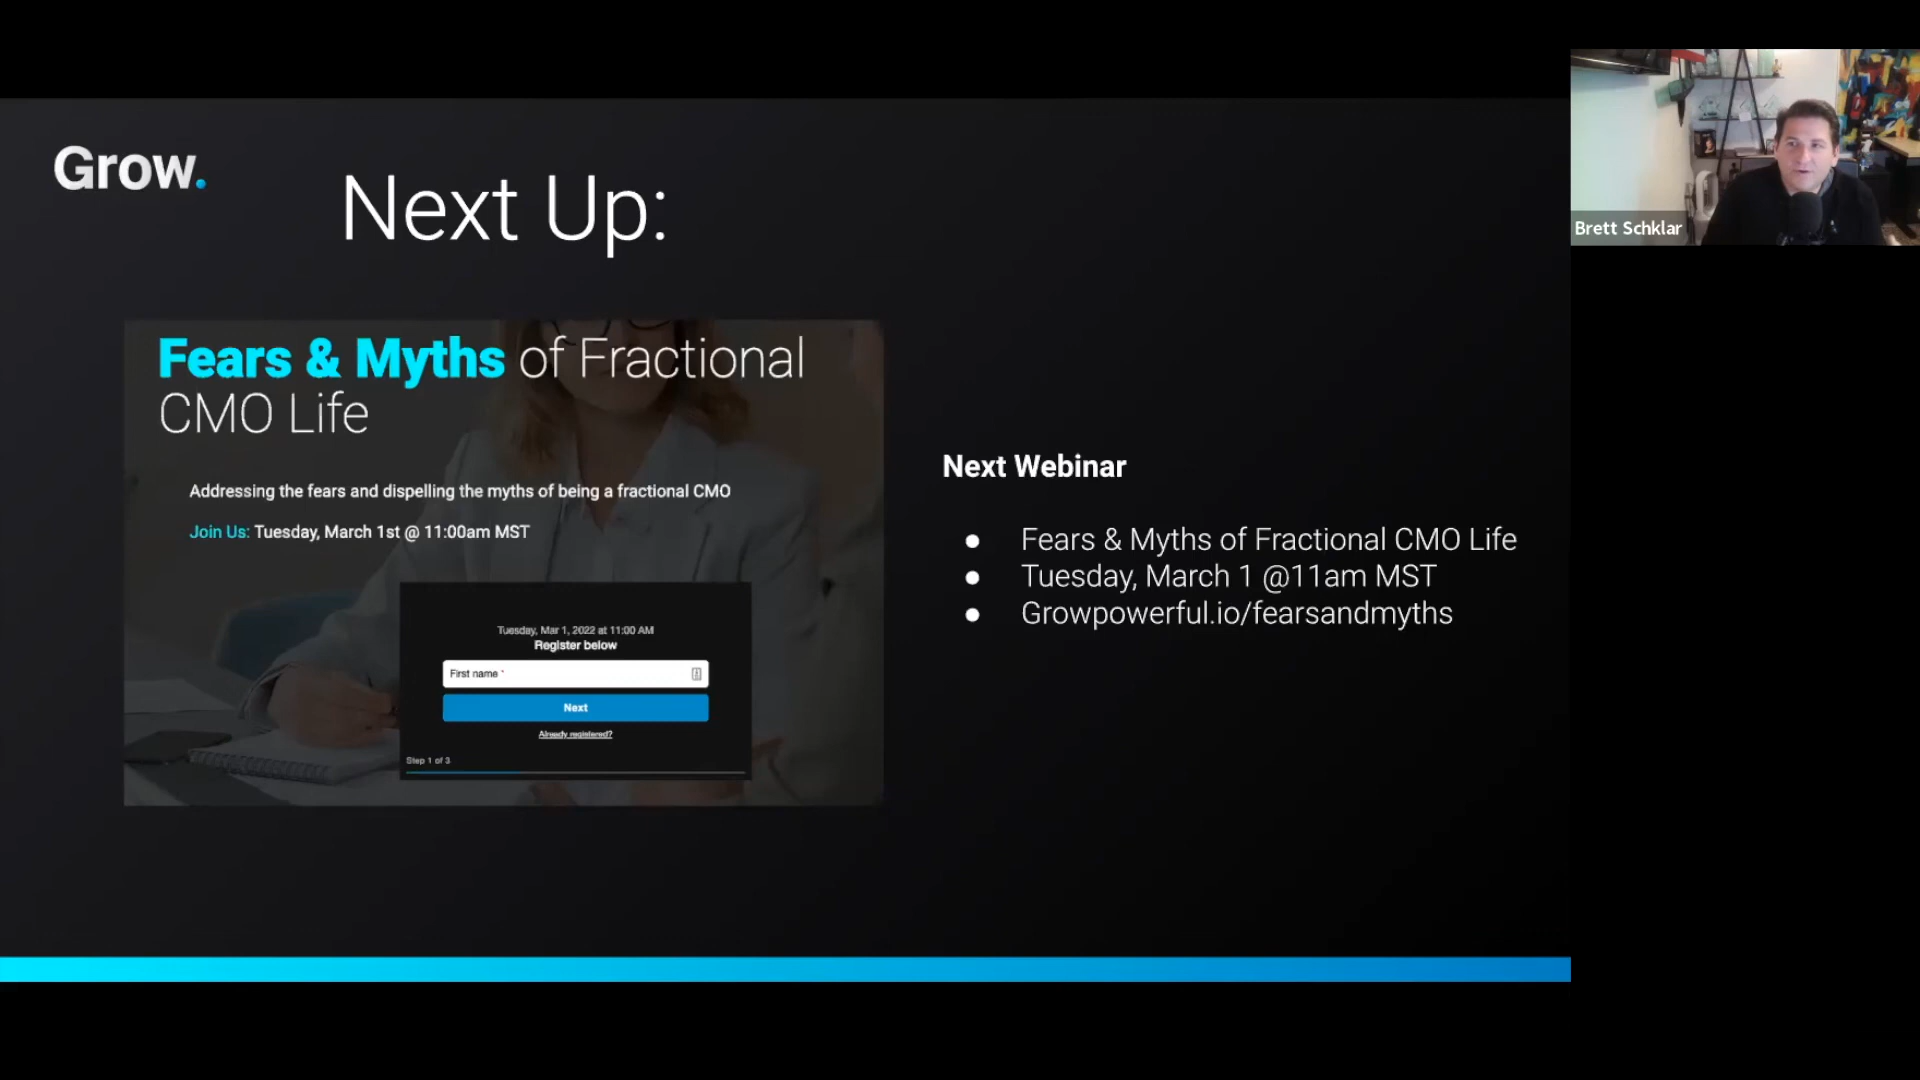 Grow.
Next Up:
Fears & Myths of Fractional
CMO Life
Addressing the fears and dispelling the myths of being a fractional CMO
Join Us: Tuesday, March 1st @ 11:00am MST
Tuesday, Mar 1, 2022 at 11:00 AM
Register below
First name *
Next
Already registered?
Step 1 of 3
Next Webinar
● Fears & Myths of Fractional CMO Life
● Tuesday, March 1 @11am MST
● Growpowerful.io/fearsandmyths
Brett Schklar